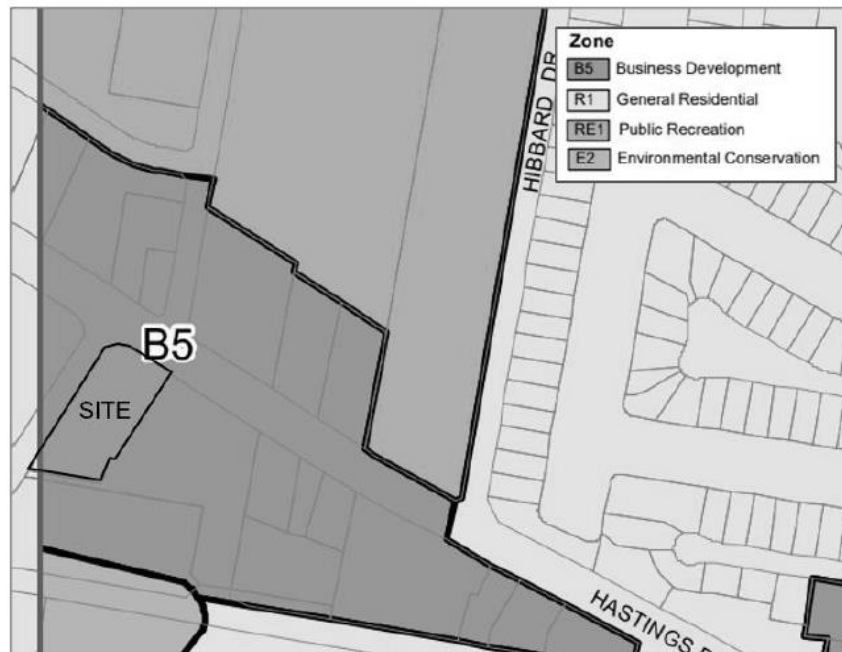 Zone
B5 Business Development
R1 General Residential
RE1 Public Recreation
E2 Environmental Conservation
HIBBARD DR
B5
SITE
HASTINGS